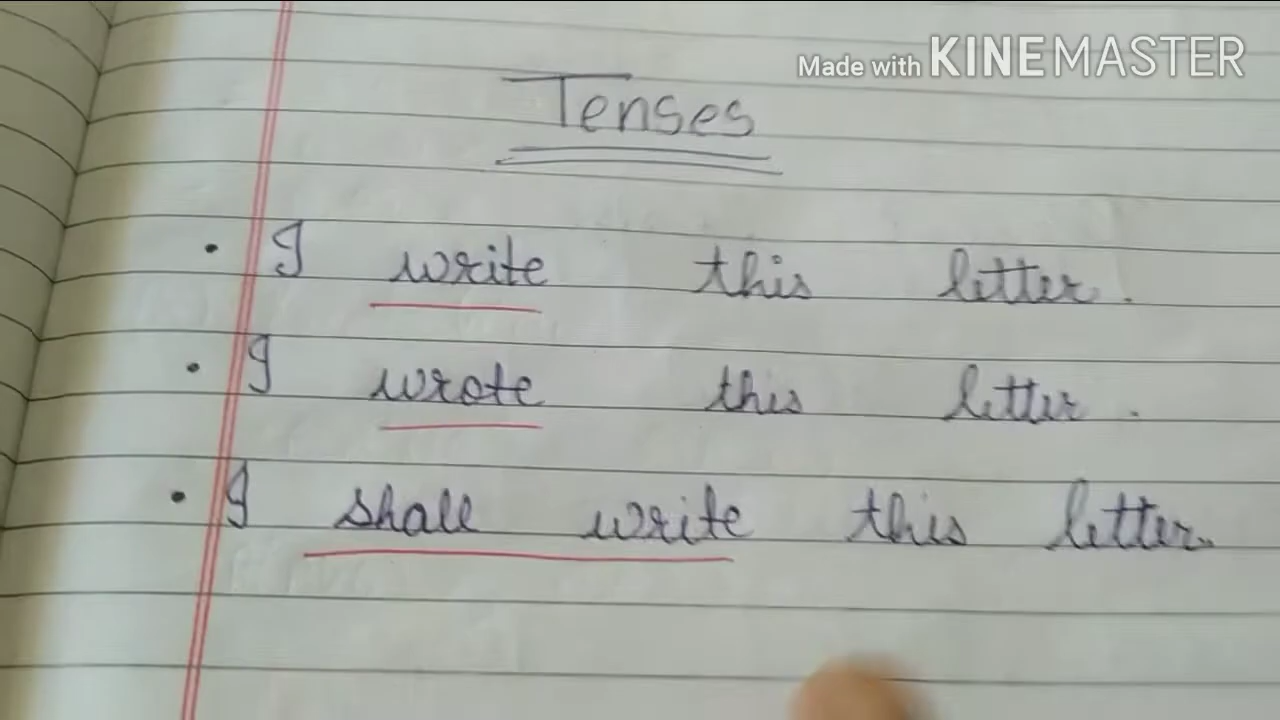 Made with KINEMASTER
Tenses
• I write this letter.
• I wrote this letter.
• I shall write this letter.